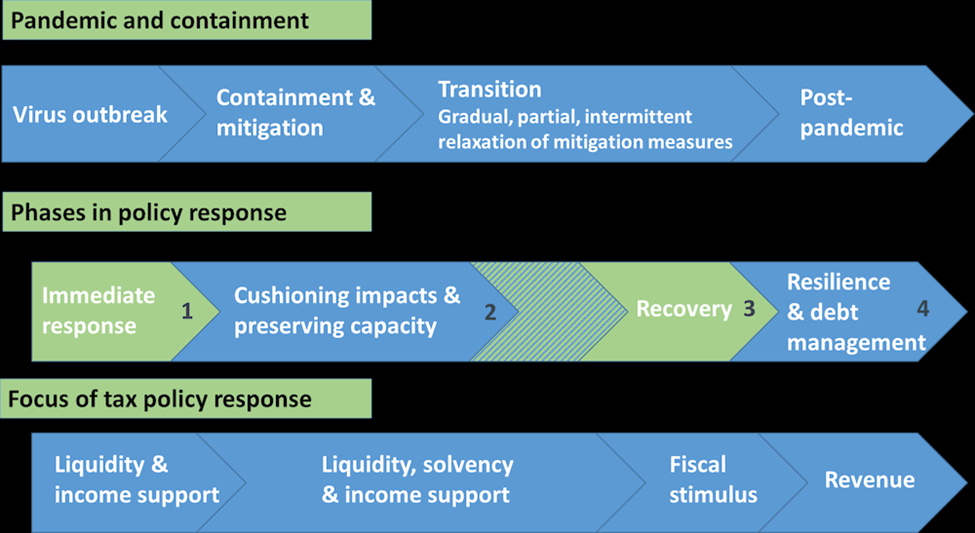 Pandemic and containment
Virus outbreak
Containment &
mitigation
Transition
Gradual, partial, intermittent
relaxation of mitigation measures
Post-
pandemic
Phases in policy response
Immediate
response
1
Cushioning impacts &
preserving capacity
2
Recovery
3
Resilience
& debt
management
4
Focus of tax policy response
Liquidity &
income support
Liquidity, solvency
& income support
Fiscal
stimulus
Revenue